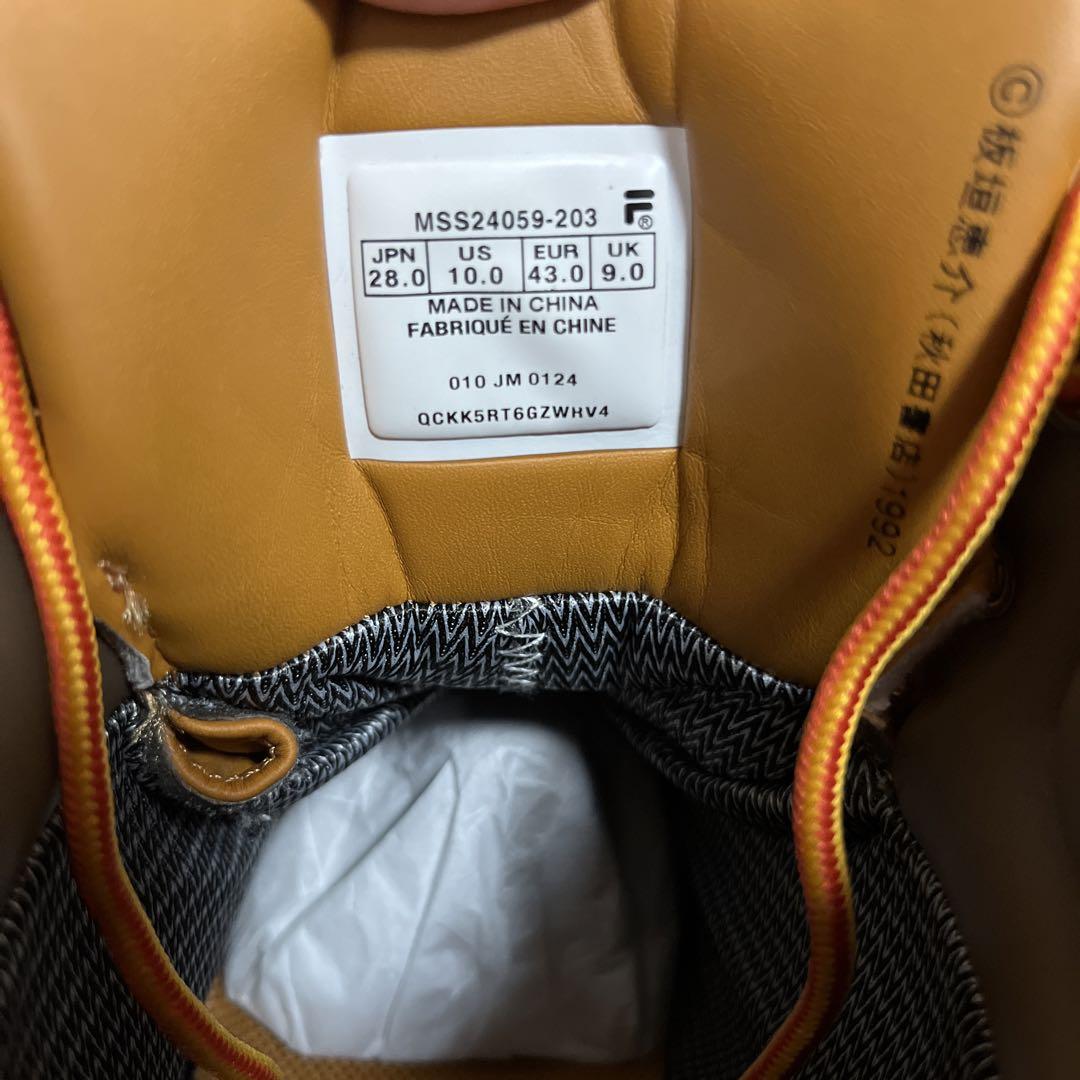 MSS24059-203
F®
JPN US EUR UK
28.0 10.0 43.0 9.0
MADE IN CHINA
FABRIQUÉ EN CHINE
010 JM 0124
QCKK5RT6GZWHV4
©板垣恵介(秋田書店)1992